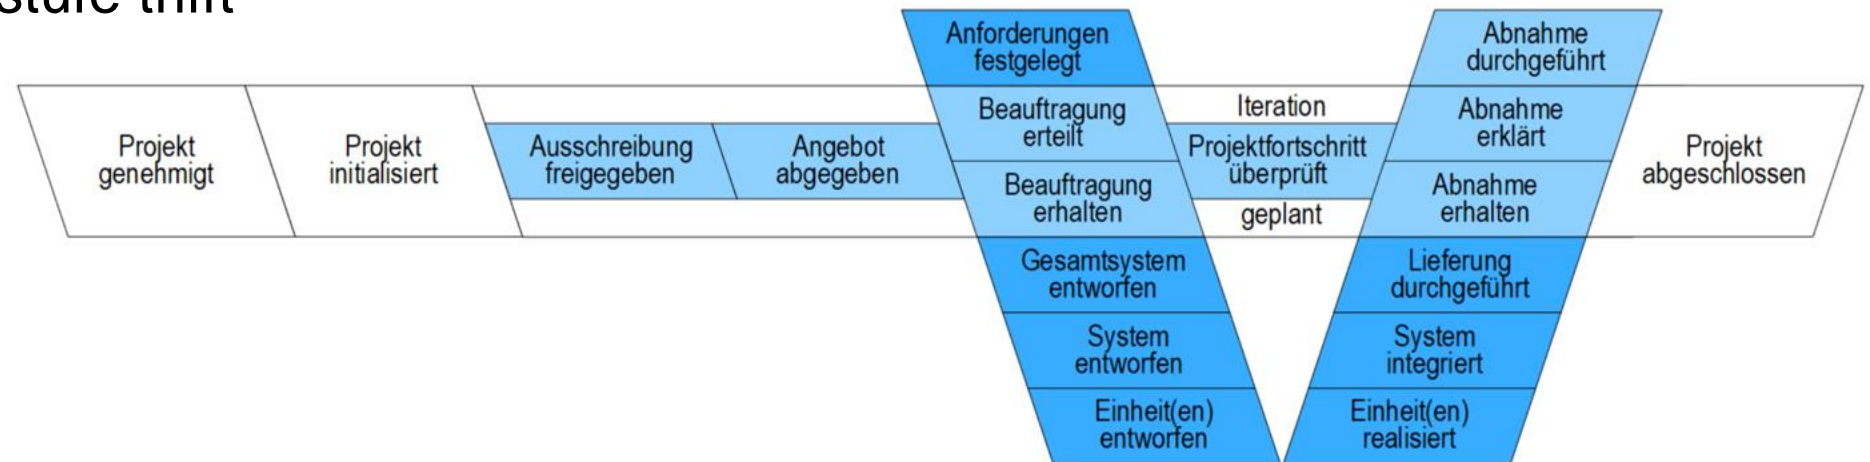 Anforderungen
festgelegt
Abnahme
durchgeführt
Projekt
genehmigt
Projekt
initialisiert
Ausschreibung
freigegeben
Angebot
abgegeben
Beauftragung
erteilt
Beauftragung
erhalten
Iteration
Projektfortschritt
überprüft
geplant
Abnahme
erklärt
Abnahme
erhalten
Projekt
abgeschlossen
Gesamtsystem
entworfen
Lieferung
durchgeführt
System
entworfen
System
integriert
Einheit(en)
entworfen
Einheit(en)
realisiert